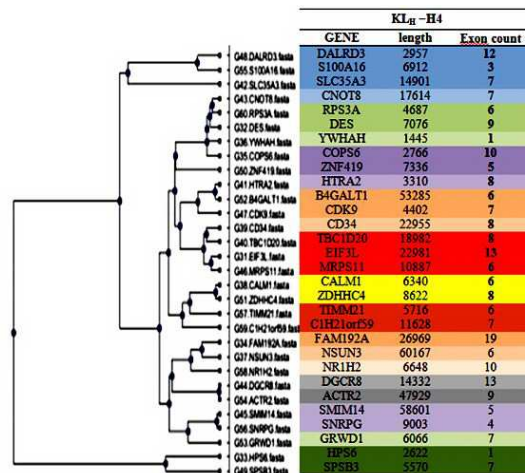 KLH –H4
GENE length Exon count
G48.DALRD3.fasta DALRD3 2957 12
G55.S100A16.fasta S100A16 6912 3
G42.SLC35A3.fasta SLC35A3 14901 7
G43.CNOT8.fasta CNOT8 17614 7
G60.RPS3A.fasta RPS3A 4687 6
G32.DES.fasta DES 7076 9
G36.YWHAH.fasta YWHAH 1445 1
G35.COPS6.fasta COPS6 2766 10
G50.ZNF419.fasta ZNF419 7336 5
G41.HTRA2.fasta HTRA2 3310 8
G52.B4GALT1.fasta B4GALT1 53285 6
G47.CDK9.fasta CDK9 4402 7
G39.CD34.fasta CD34 22955 8
G40.TBC1D20.fasta TBC1D20 18982 8
G31.EIF3L.fasta EIF3L 22981 13
G46.MRPS11.fasta MRPS11 10887 6
G38.CALM1.fasta CALM1 6340 6
G51.ZDHHC4.fasta ZDHHC4 8622 8
G57.TIMM21.fasta TIMM21 5716 6
G59.C1H21orf59.fasta C1H21orf59 11628 7
G34.FAM192A.fasta FAM192A 26969 19
G37.NSUN3.fasta NSUN3 60167 6
G58.NR1H2.fasta NR1H2 6648 10
G44.DGCR8.fasta DGCR8 14332 13
G54.ACTR2.fasta ACTR2 47929 9
G45.SMIM14.fasta SMIM14 58601 5
G56.SNRPG.fasta SNRPG 9003 4
G53.GRWD1.fasta GRWD1 6066 7
G33.HPS6.fasta HPS6 2622 1
G49.SPSB3.fasta SPSB3 5570 7